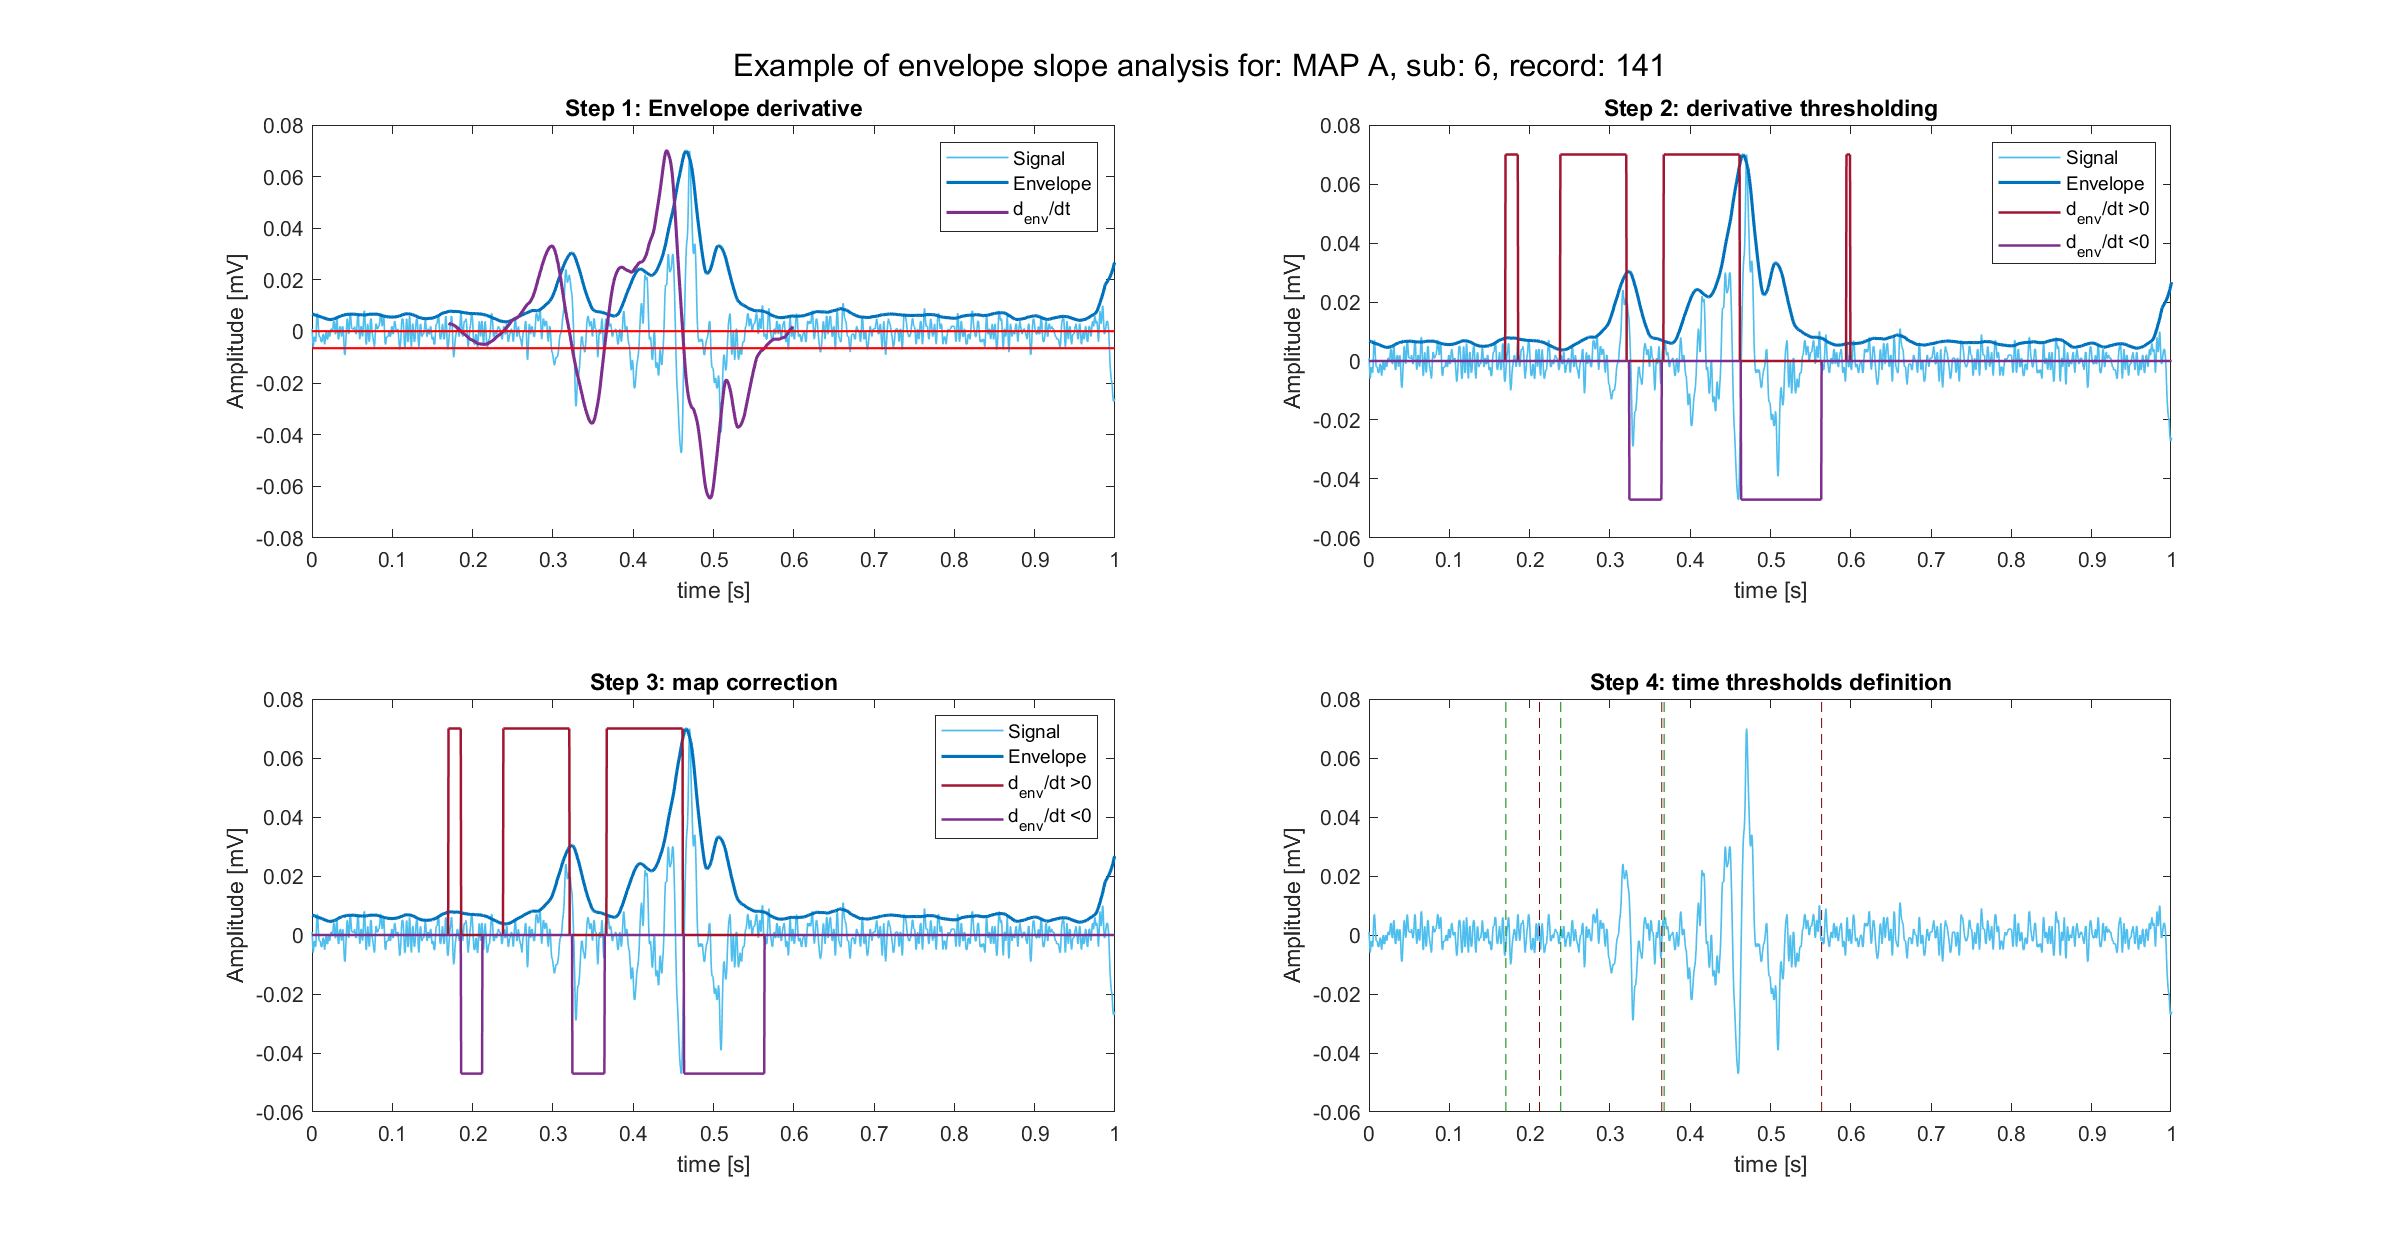 Example of envelope slope analysis for: MAP A, sub: 6, record: 141
Step 1: Envelope derivative
0.08
0.06
0.04
0.02
0
-0.02
-0.04
-0.06
-0.08
Amplitude [mV]
0 0.1 0.2 0.3 0.4 0.5 0.6 0.7 0.8 0.9 1
time [s]
Signal
Envelope
d_env/dt
Step 2: derivative thresholding
0.08
0.06
0.04
0.02
0
-0.02
-0.04
-0.06
Amplitude [mV]
0 0.1 0.2 0.3 0.4 0.5 0.6 0.7 0.8 0.9 1
time [s]
Signal
Envelope
d_env/dt >0
d_env/dt <0
Step 3: map correction
0.08
0.06
0.04
0.02
0
-0.02
-0.04
-0.06
Amplitude [mV]
0 0.1 0.2 0.3 0.4 0.5 0.6 0.7 0.8 0.9 1
time [s]
Signal
Envelope
d_env/dt >0
d_env/dt <0
Step 4: time thresholds definition
0.08
0.06
0.04
0.02
0
-0.02
-0.04
-0.06
Amplitude [mV]
0 0.1 0.2 0.3 0.4 0.5 0.6 0.7 0.8 0.9 1
time [s]